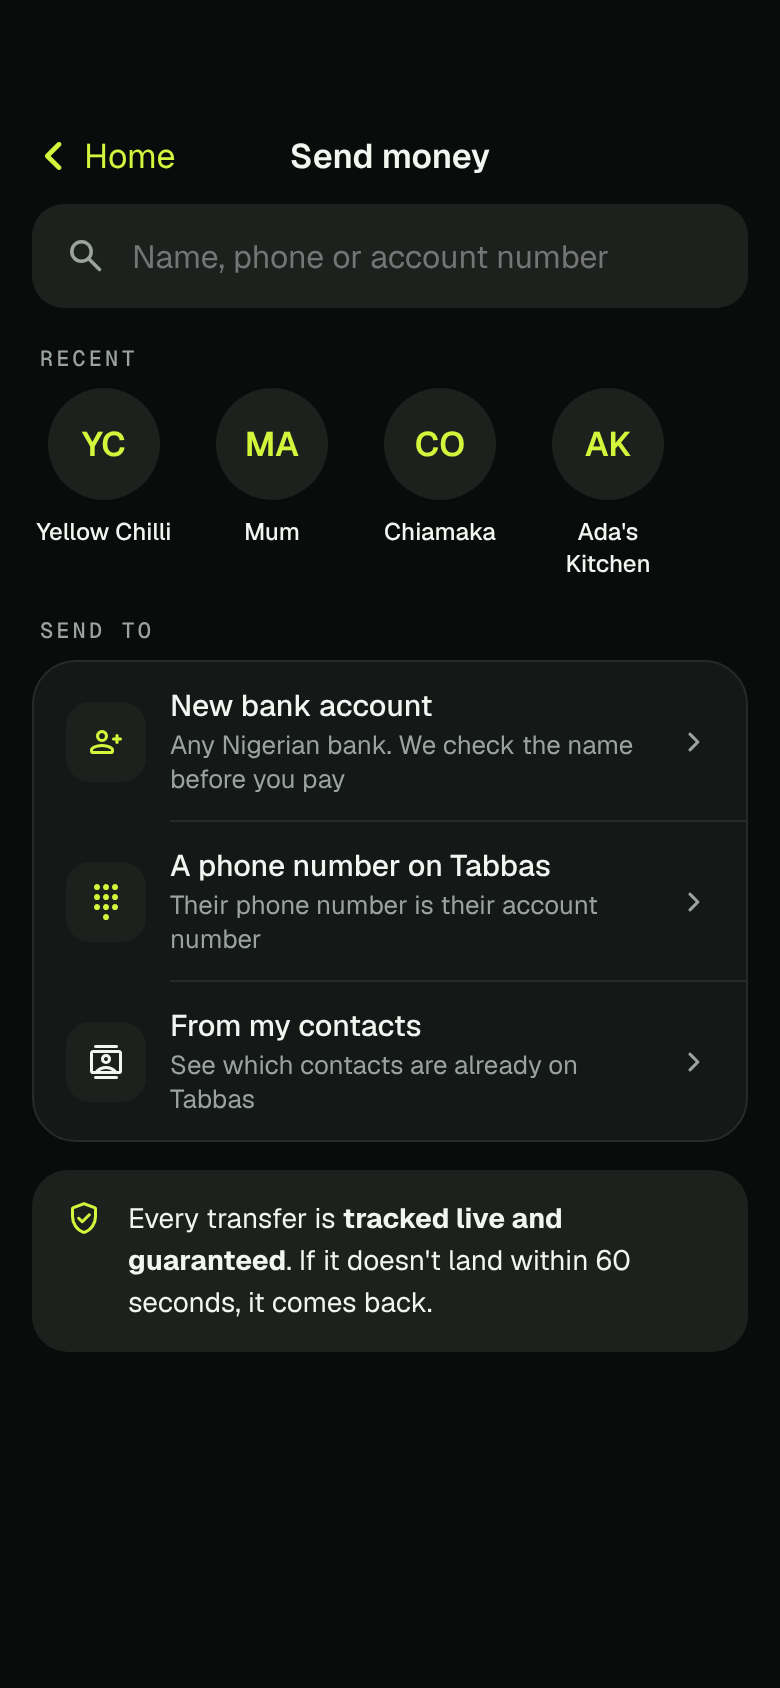 Home
Send money
Name, phone or account number
RECENT
YC
MA
CO
AK
Yellow Chilli
Mum
Chiamaka
Ada's
Kitchen
SEND TO
New bank account
Any Nigerian bank. We check the name
before you pay
A phone number on Tabbas
Their phone number is their account
number
From my contacts
See which contacts are already on
Tabbas
Every transfer is tracked live and
guaranteed. If it doesn't land within 60
seconds, it comes back.